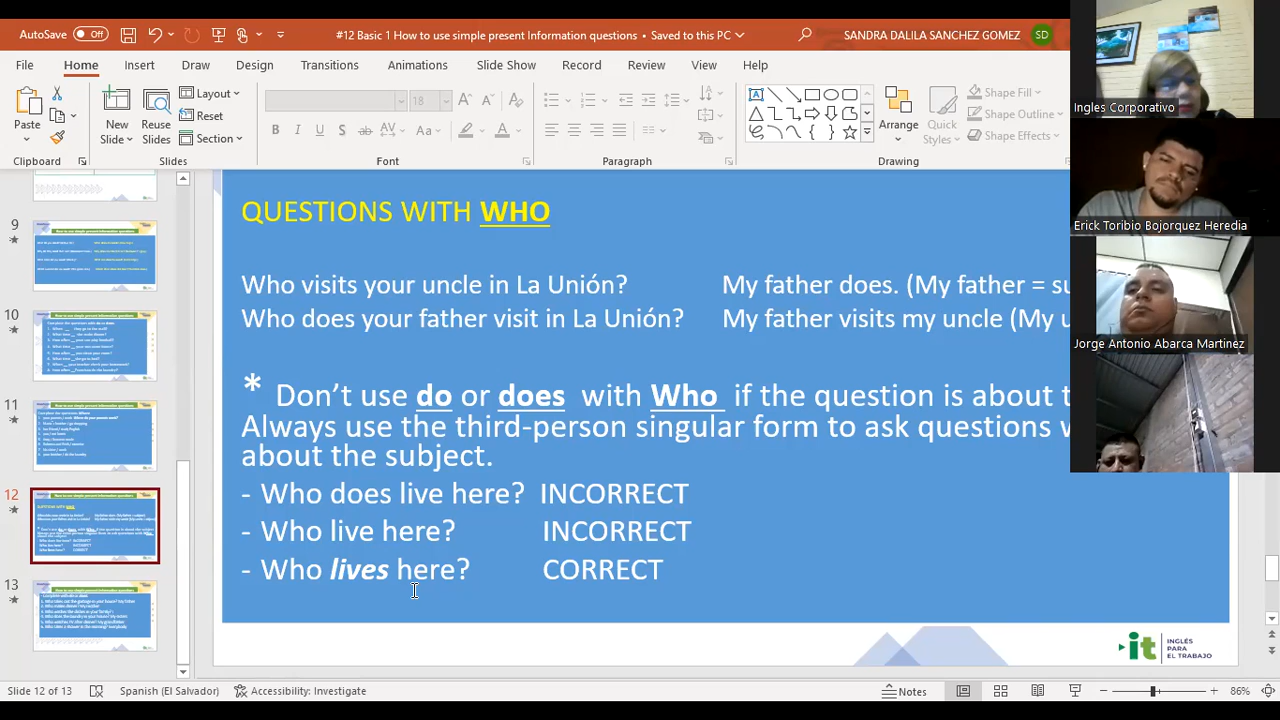 AutoSave Off #12 Basic 1 How to use simple present Information questions • Saved to this PC SANDRA DALILA SANCHEZ GOMEZ SD
File Home Insert Draw Design Transitions Animations Slide Show Record Review View Help
Paste New Slide Reuse Slides Layout Reset Section 18 Arrange Quick Styles Shape Fill Shape Outline Shape Effects
Clipboard Slides Font Paragraph Drawing
Ingles Corporativo
Erick Toribio Bojorquez Heredia
Jorge Antonio Abarca Martinez
9
10
11
12
13
QUESTIONS WITH WHO
Who visits your uncle in La Unión? My father does. (My father = su
Who does your father visit in La Unión? My father visits my uncle (My u
* Don’t use do or does with Who if the question is about t
Always use the third-person singular form to ask questions w
about the subject.
- Who does live here? INCORRECT
- Who live here? INCORRECT
- Who lives here? CORRECT
it INGLÉS
PARA
EL TRABAJO
Slide 12 of 13 Spanish (El Salvador) Accessibility: Investigate Notes 86%